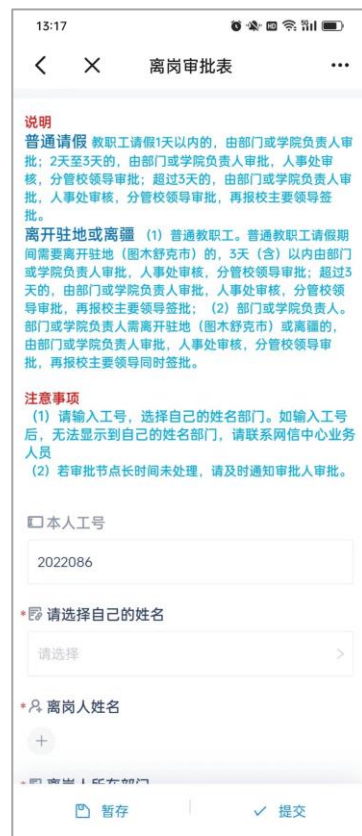 13:17
离岗审批表
说明
普通请假 教职工请假1天以内的，由部门或学院负责人审
批；2天至3天的，由部门或学院负责人审批，人事处审
核，分管校领导审批；超过3天的，由部门或学院负责人审
批，人事处审核，分管校领导审批，再报校主要领导签
批。
离开驻地或离疆 （1）普通教职工。普通教职工请假期
间需要离开驻地（图木舒克市）的，3天（含）以内由部门
或学院负责人审批，人事处审核，分管校领导审批；超过3
天的，由部门或学院负责人审批，人事处审核，分管校领
导审批，再报校主要领导签批；（2）部门或学院负责人。
部门或学院负责人需离开驻地（图木舒克市）或离疆的，
由部门或学院负责人审批，人事处审核，分管校领导审
批，再报校主要领导同时签批。
注意事项
（1）请输入工号，选择自己的姓名部门。如输入工号
后，无法显示到自己的姓名部门，请联系网信中心业务
人员
（2）若审批节点长时间未处理，请及时通知审批人审批。
本人工号
2022086
*请选择自己的姓名
请选择
*离岗人姓名
*离岗人所在部门
暂存
提交